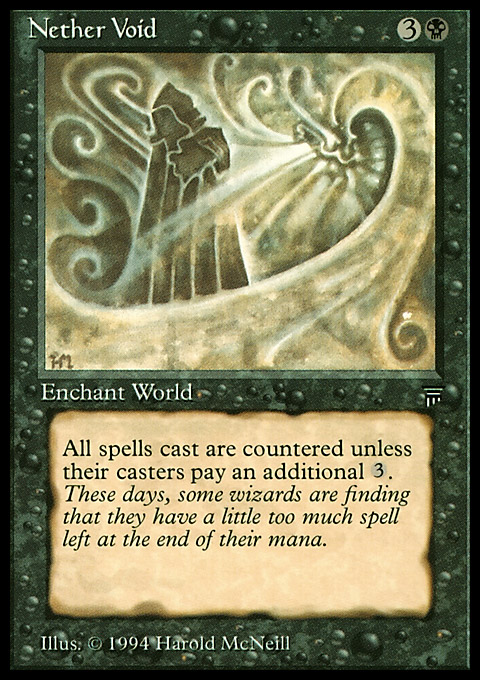 Nether Void 3
Enchant World
All spells cast are countered unless
their casters pay an additional 3.
These days, some wizards are finding
that they have a little too much spell
left at the end of their mana.
HM
Illus. © 1994 Harold McNeill